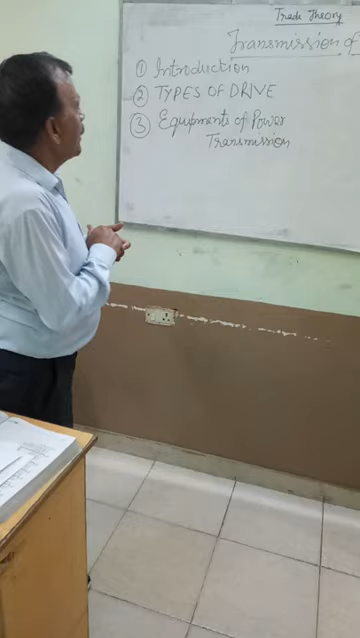 Trade Theory
Transmission of
① Introduction
② TYPES OF DRIVE
③ Equipments of Power
Transmission